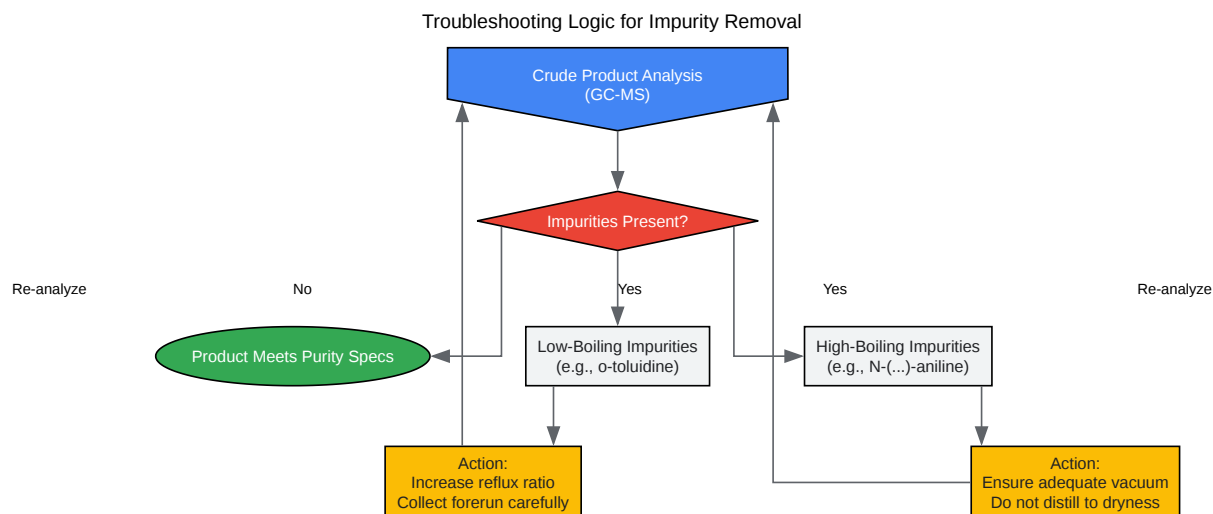 Troubleshooting Logic for Impurity Removal
Crude Product Analysis
(GC-MS)
Impurities Present?
Re-analyze
No
Yes
Yes
Re-analyze
Product Meets Purity Specs
Low-Boiling Impurities
(e.g., o-toluidine)
High-Boiling Impurities
(e.g., N-(...)-aniline)
Action:
Increase reflux ratio
Collect forerun carefully
Action:
Ensure adequate vacuum
Do not distill to dryness